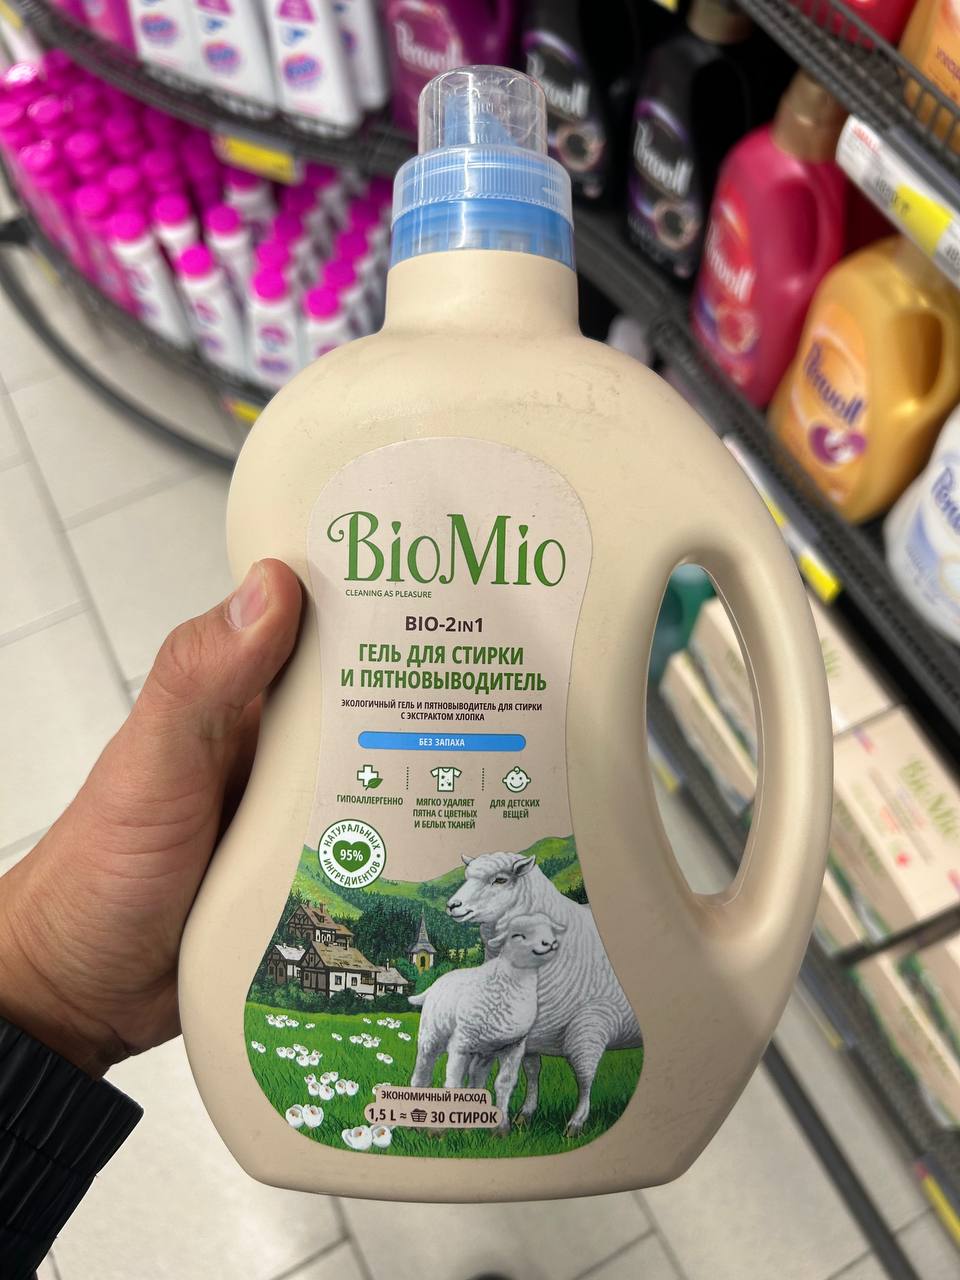 Perwoll
Perwoll
Perwoll
Perwoll
Perwoll
BioMio
CLEANING AS PLEASURE
BIO-2IN1
ГЕЛЬ ДЛЯ СТИРКИ
И ПЯТНОВЫВОДИТЕЛЬ
ЭКОЛОГИЧНЫЙ ГЕЛЬ И ПЯТНОВЫВОДИТЕЛЬ ДЛЯ СТИРКИ
С ЭКСТРАКТОМ ХЛОПКА
БЕЗ ЗАПАХА
ГИПОАЛЛЕРГЕННО
МЯГКО УДАЛЯЕТ
ПЯТНА С ЦВЕТНЫХ
И БЕЛЫХ ТКАНЕЙ
ДЛЯ ДЕТСКИХ
ВЕЩЕЙ
НАТУРАЛЬНЫХ
95%
ИНГРЕДИЕНТОВ
ЭКОНОМИЧНЫЙ РАСХОД
1,5 L ≈ 30 СТИРОК
BioMio